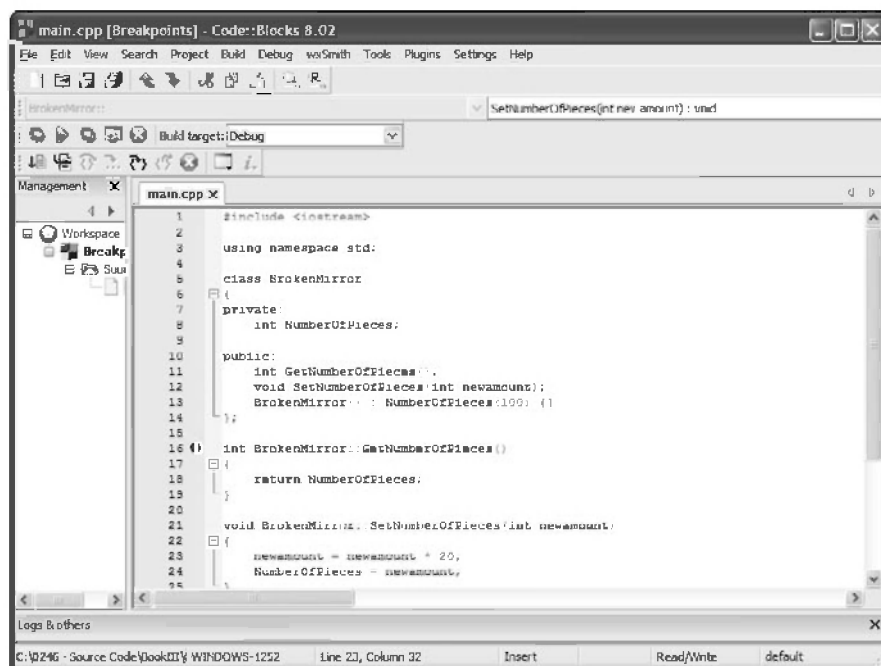 main.cpp [Breakpoints] - Code::Blocks 8.02
File Edit View Search Project Build Debug wxSmith Tools Plugins Settings Help
BrokenMirror::
SetNumberOfPieces(int newamount) : void
Build target: Debug
Management
main.cpp
Workspace
Breakp
1 #include <iostream>
2
3 using namespace std;
4
5 class BrokenMirror
6 {
7 private:
8 int NumberOfPieces;
9
10 public:
11 int GetNumberOfPieces();
12 void SetNumberOfPieces(int newamount);
13 BrokenMirror() : NumberOfPieces(100) {}
14 };
15
16 int BrokenMirror::GetNumberOfPieces()
17 {
18 return NumberOfPieces;
19 }
20
21 void BrokenMirror::SetNumberOfPieces(int newamount)
22 {
23 newamount = newamount * 20;
24 NumberOfPieces = newamount;
25 }
Logs & others
WINDOWS-1252 Line 23, Column 32 Insert Read/Write default